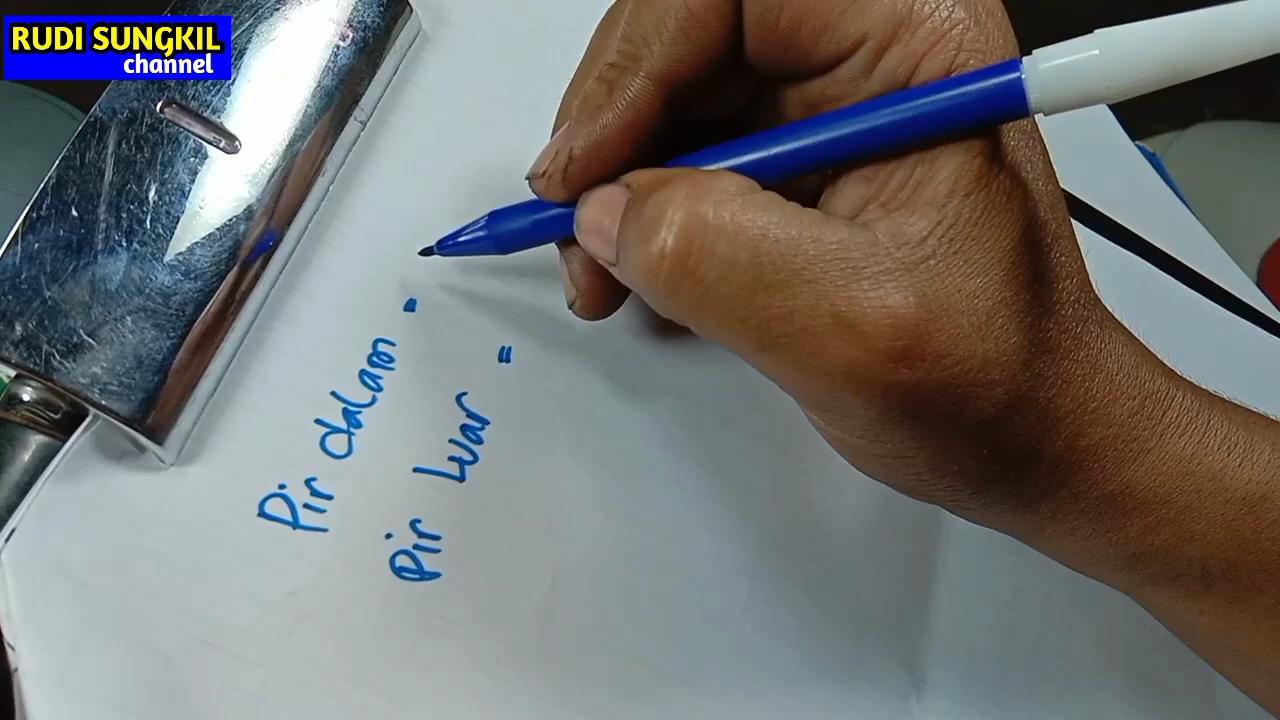 RUDI SUNGKIL
channel
Pir dalam =
Pir Luar =